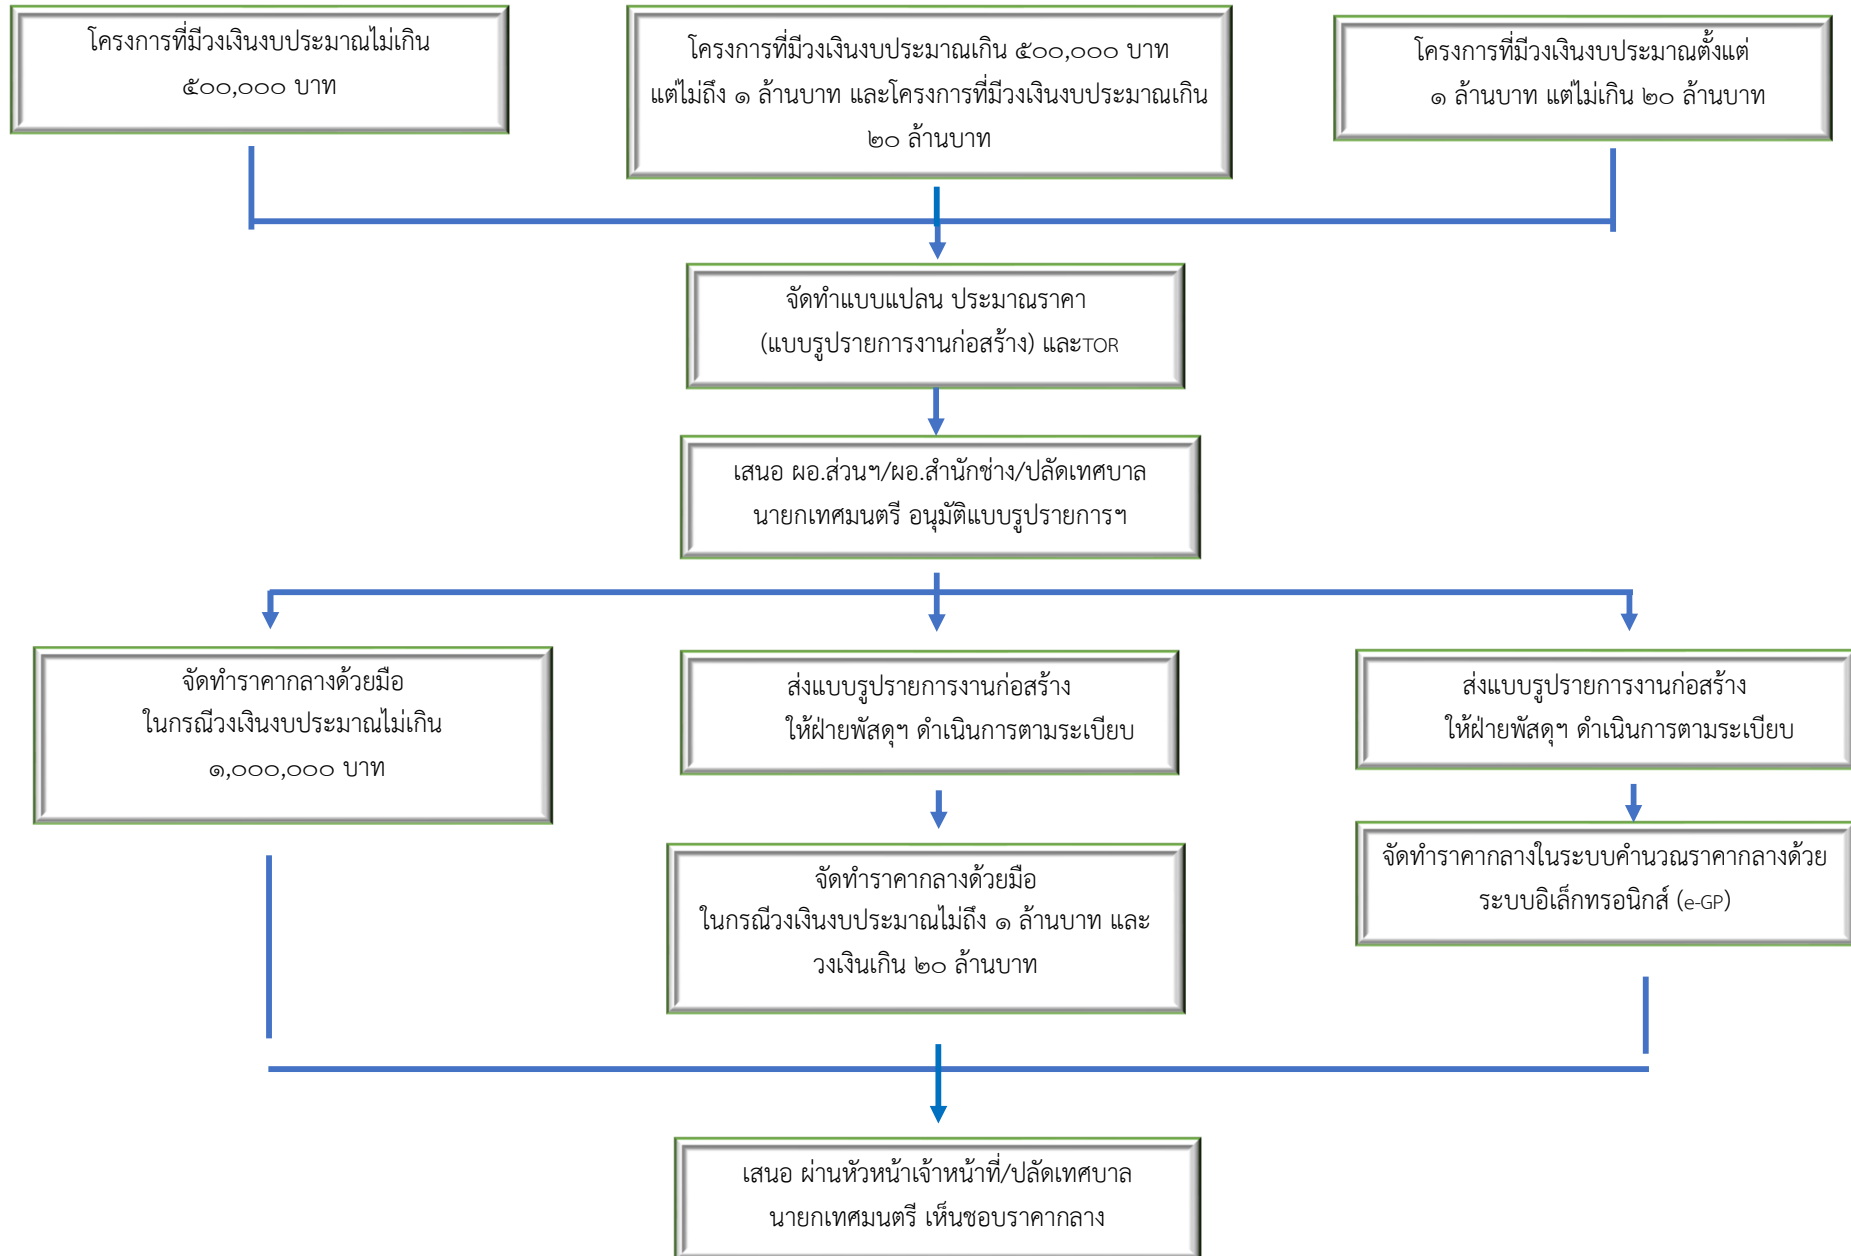 โครงการที่มีวงเงินงบประมาณไม่เกิน
๕๐๐,๐๐๐ บาท
โครงการที่มีวงเงินงบประมาณเกิน ๕๐๐,๐๐๐ บาท
แต่ไม่ถึง ๑ ล้านบาท และโครงการที่มีวงเงินงบประมาณเกิน
๒๐ ล้านบาท
โครงการที่มีวงเงินงบประมาณตั้งแต่
๑ ล้านบาท แต่ไม่เกิน ๒๐ ล้านบาท
จัดทำแบบแปลน ประมาณราคา
(แบบรูปรายการงานก่อสร้าง) และTOR
เสนอ ผอ.ส่วนฯ/ผอ.สำนักช่าง/ปลัดเทศบาล
นายกเทศมนตรี อนุมัติแบบรูปรายการฯ
จัดทำราคากลางด้วยมือ
ในกรณีวงเงินงบประมาณไม่เกิน
๑,๐๐๐,๐๐๐ บาท
ส่งแบบรูปรายการงานก่อสร้าง
ให้ฝ่ายพัสดุฯ ดำเนินการตามระเบียบ
จัดทำราคากลางด้วยมือ
ในกรณีวงเงินงบประมาณไม่ถึง ๑ ล้านบาท และ
วงเงินเกิน ๒๐ ล้านบาท
ส่งแบบรูปรายการงานก่อสร้าง
ให้ฝ่ายพัสดุฯ ดำเนินการตามระเบียบ
จัดทำราคากลางในระบบคำนวณราคากลางด้วย
ระบบอิเล็กทรอนิกส์ (e-GP)
เสนอ ผ่านหัวหน้าเจ้าหน้าที่/ปลัดเทศบาล
นายกเทศมนตรี เห็นชอบราคากลาง